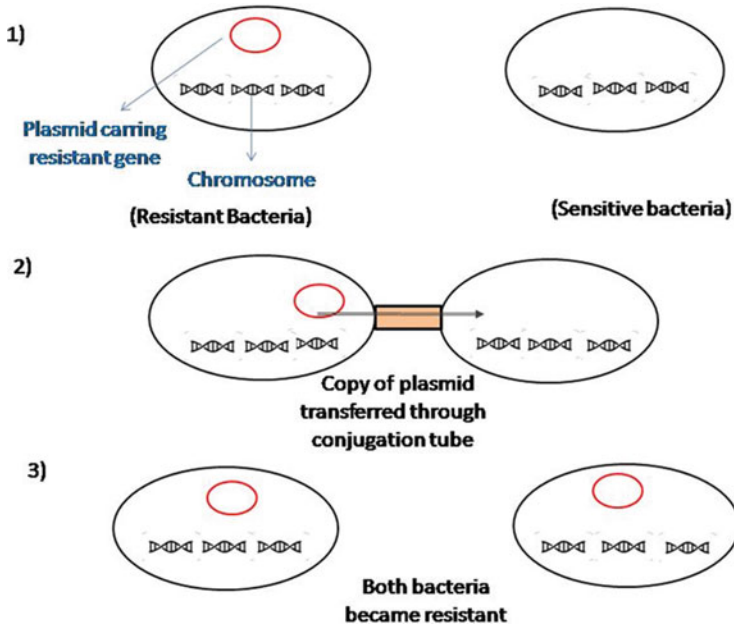 1)
Plasmid carring
resistant gene
Chromosome
(Resistant Bacteria)
(Sensitive bacteria)
2)
Copy of plasmid
transferred through
conjugation tube
3)
Both bacteria
became resistant